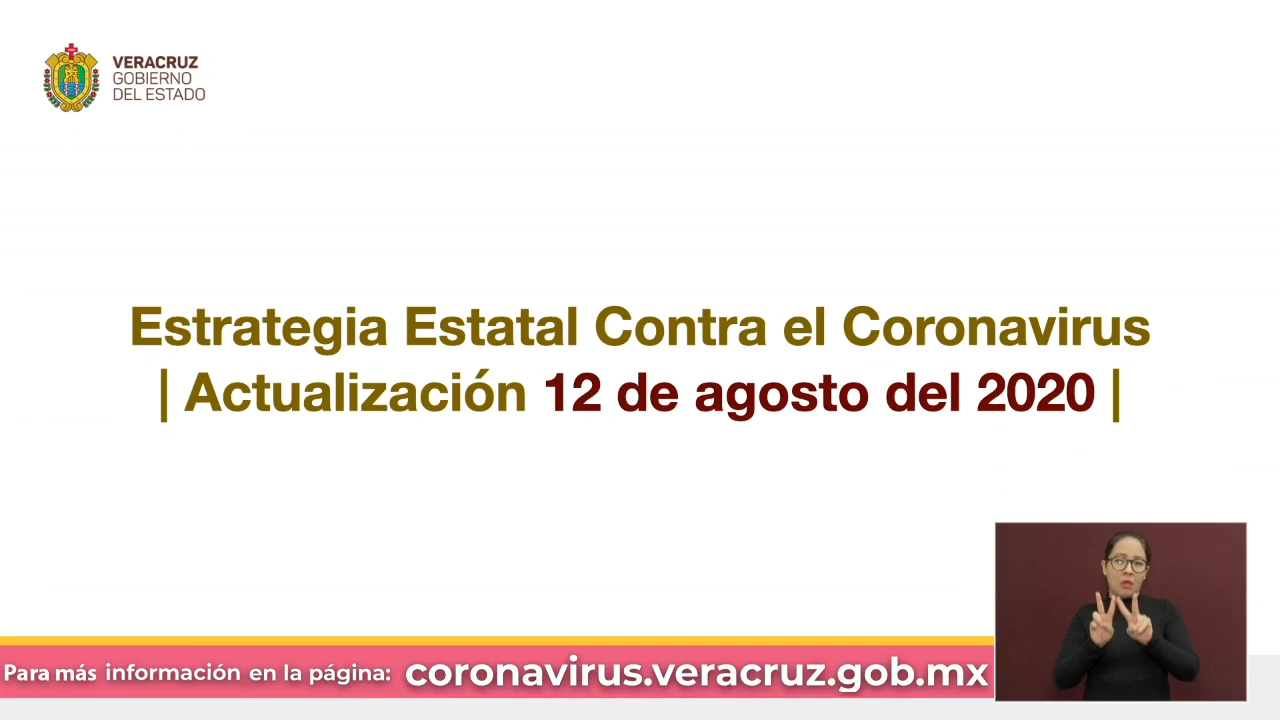 VERACRUZ
GOBIERNO
DEL ESTADO
Estrategia Estatal Contra el Coronavirus
| Actualización 12 de agosto del 2020 |
Para más información en la página: coronavirus.veracruz.gob.mx